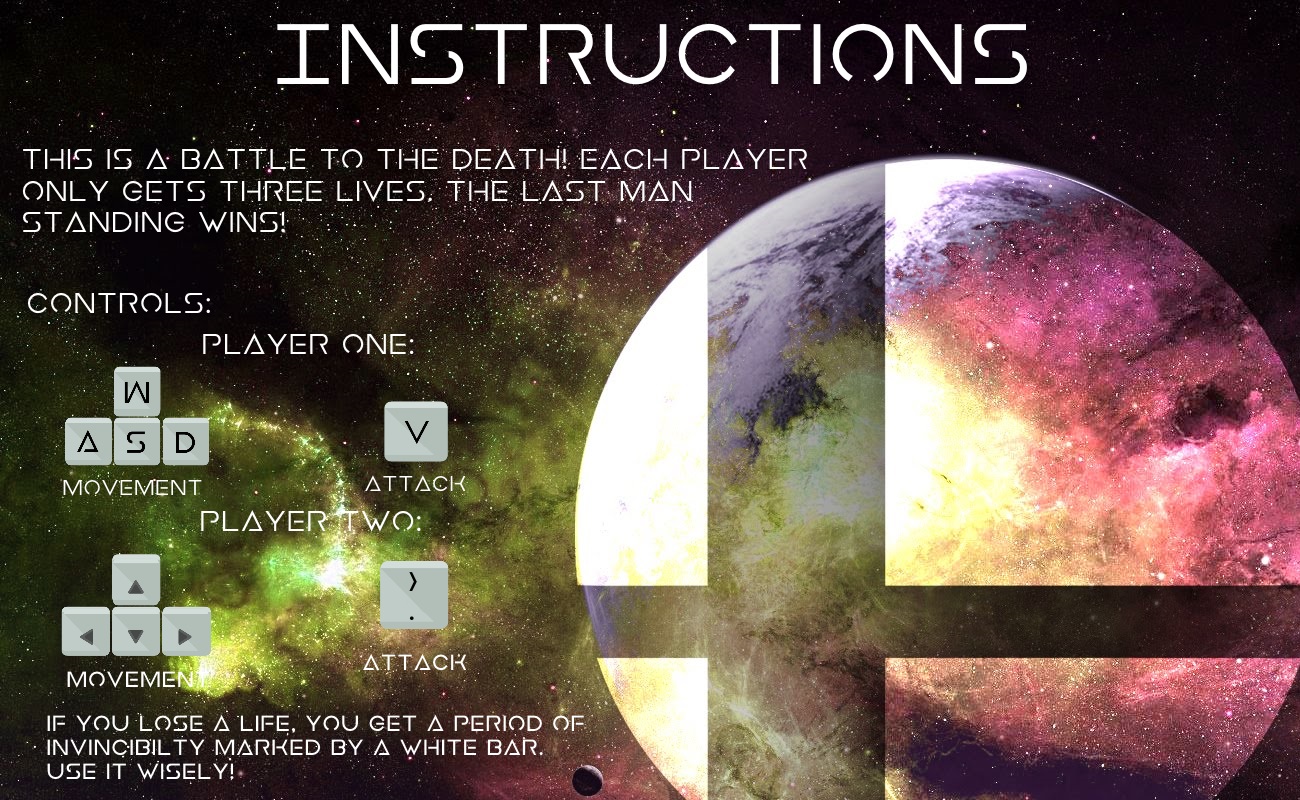 INSTRUCTIONS
THIS IS A BATTLE TO THE DEATH! EACH PLAYER
ONLY GETS THREE LIVES. THE LAST MAN
STANDING WINS!
CONTROLS:
PLAYER ONE:
W
A S D
V
MOVEMENT
ATTACK
PLAYER TWO:
▲
◀ ▼ ▶
>
.
MOVEMENT
ATTACK
IF YOU LOSE A LIFE, YOU GET A PERIOD OF
INVINCIBILTY MARKED BY A WHITE BAR.
USE IT WISELY!